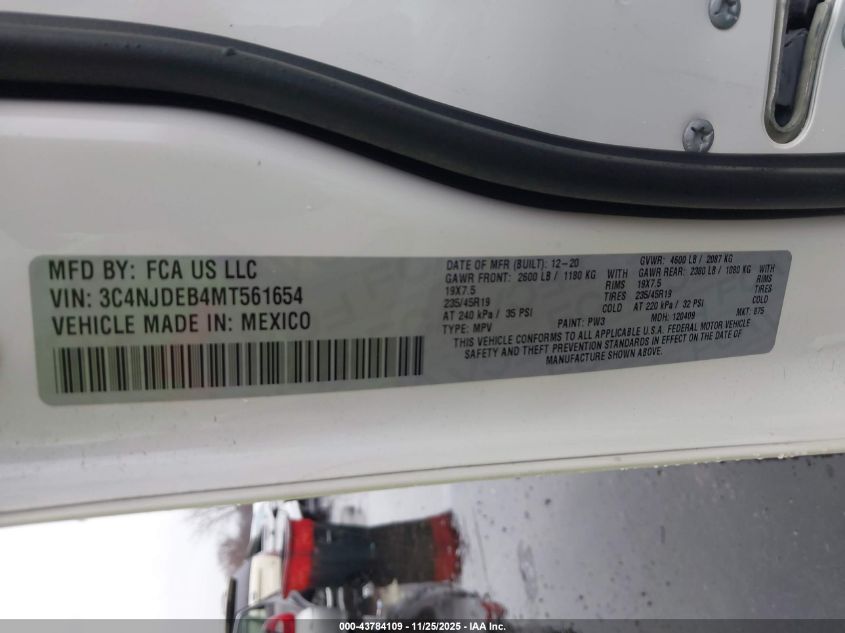 MFD BY: FCA US LLC
VIN: 3C4NJDEB4MT561654
VEHICLE MADE IN: MEXICO
DATE OF MFR (BUILT): 12-20
GVWR: 4600 LB / 2087 KG
GAWR FRONT: 2600 LB / 1180 KG
GAWR REAR: 2380 LB / 1080 KG
19X7.5 RIMS
19X7.5 RIMS
235/45R19 TIRES
235/45R19 TIRES
AT 240 kPa / 35 PSI COLD
AT 220 kPa / 32 PSI COLD
TYPE: MPV
PAINT: PW3
MOH: 120409
MKT: 075
THIS VEHICLE CONFORMS TO ALL APPLICABLE U.S.A. FEDERAL MOTOR VEHICLE
SAFETY AND THEFT PREVENTION STANDARDS IN EFFECT ON THE DATE OF
MANUFACTURE SHOWN ABOVE.
000-43784109 - 11/25/2025 - IAA Inc.